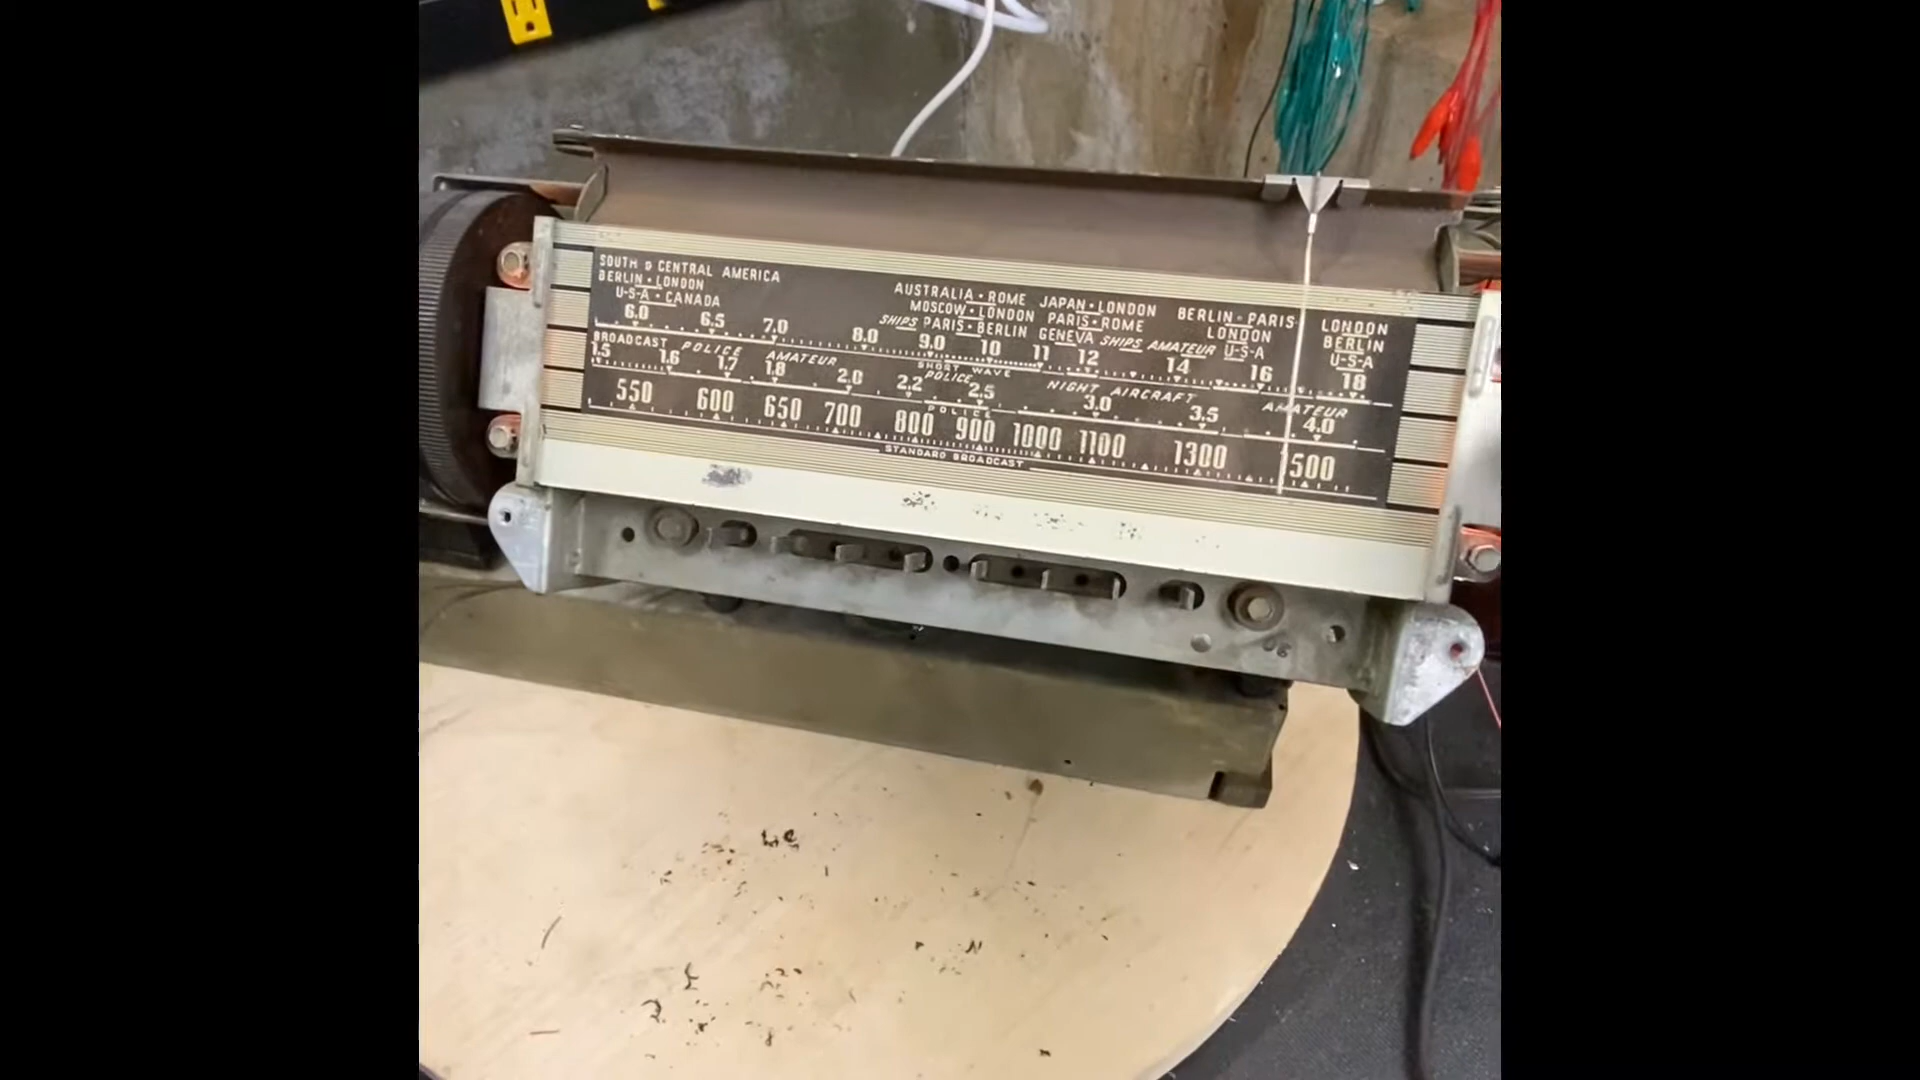 SOUTH & CENTRAL AMERICA
BERLIN • LONDON
U-S-A • CANADA
AUSTRALIA • ROME JAPAN • LONDON BERLIN - PARIS LONDON
MOSCOW • LONDON PARIS • ROME LONDON BERLIN
SHIPS PARIS • BERLIN GENEVA SHIPS AMATEUR U-S-A U-S-A
6.0 6.5 7.0 8.0 9.0 10 11 12 14 16 18
SHORT WAVE
BROADCAST POLICE AMATEUR POLICE NIGHT AIRCRAFT AMATEUR
1.5 1.6 1.7 1.8 2.0 2.2 2.5 3.0 3.5 4.0
POLICE
550 600 650 700 800 900 1000 1100 1300 1500
STANDARD BROADCAST
90